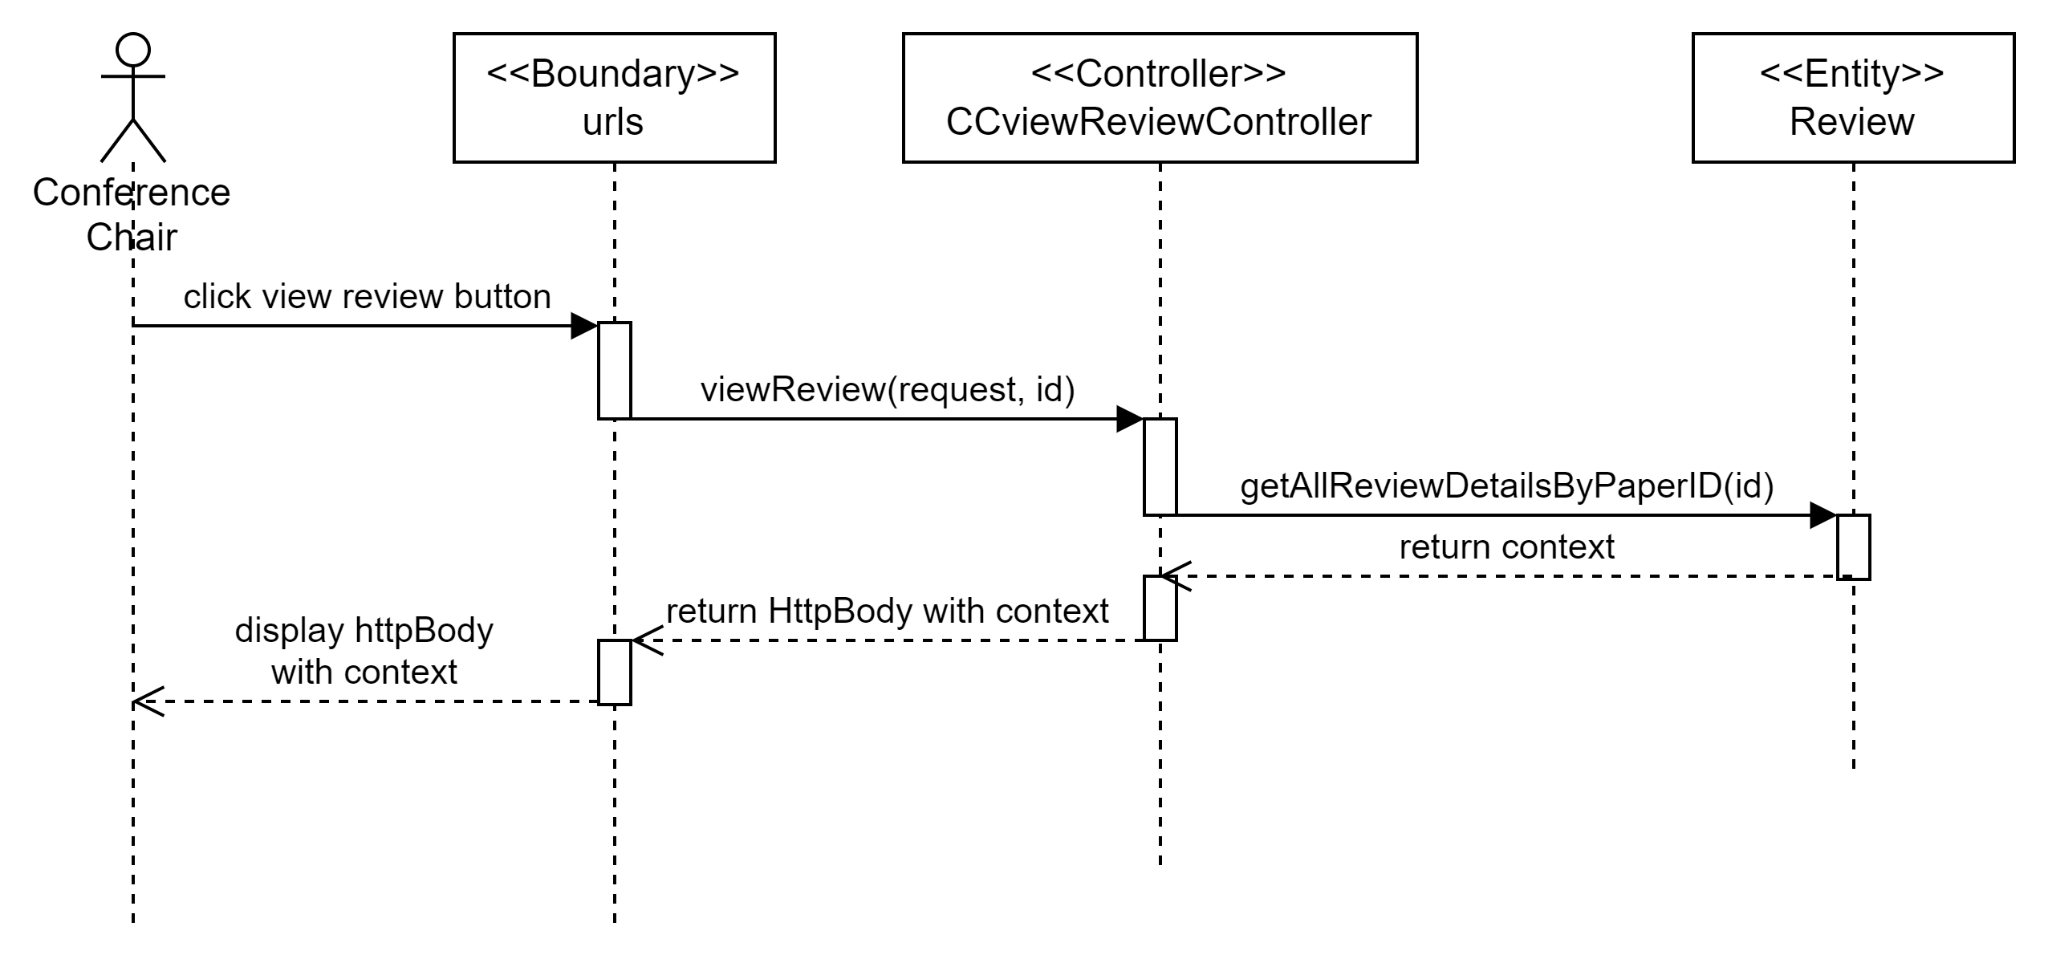 <<Boundary>>
urls
<<Controller>>
CCviewReviewController
<<Entity>>
Review
Conference
Chair
click view review button
viewReview(request, id)
getAllReviewDetailsByPaperID(id)
return context
return HttpBody with context
display httpBody
with context